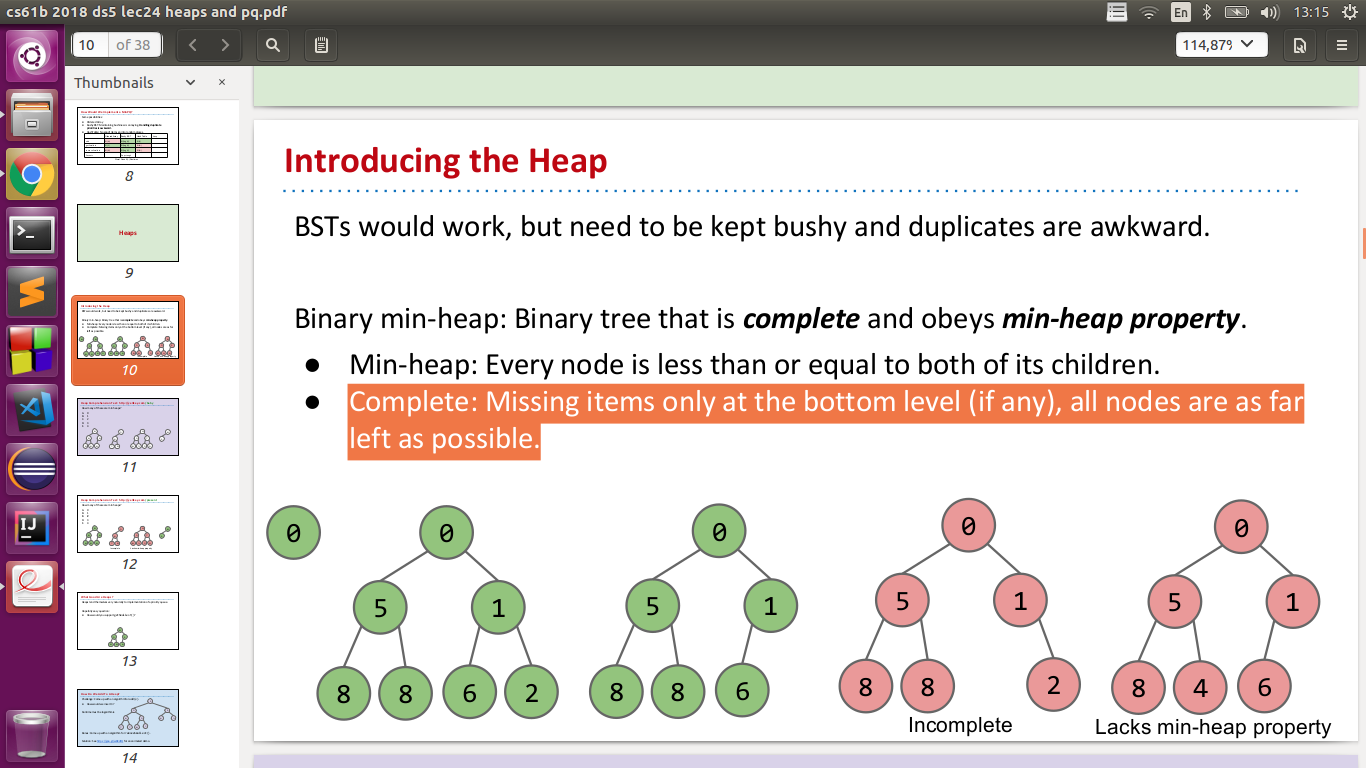 cs61b 2018 ds5 lec24 heaps and pq.pdf
En
13:15
10 of 38
114,87%
Thumbnails
8
Heaps
9
10
11
12
13
14
Introducing the Heap
BSTs would work, but need to be kept bushy and duplicates are awkward.
Binary min-heap: Binary tree that is complete and obeys min-heap property.
● Min-heap: Every node is less than or equal to both of its children.
● Complete: Missing items only at the bottom level (if any), all nodes are as far
left as possible.
0 0 0 0 0
5 1 5 1 5 1 5 1
8 8 6 2 8 8 6 8 8 2 8 4 6
Incomplete
Lacks min-heap property
IJ